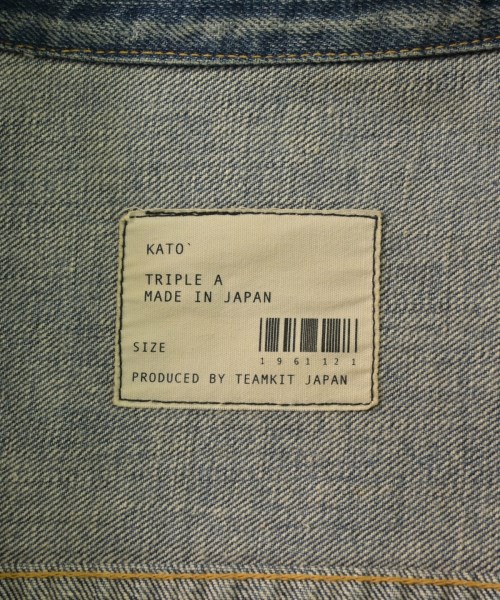 KATO`
TRIPLE A
MADE IN JAPAN
SIZE
1 9 6 1 1 2 1
PRODUCED BY TEAMKIT JAPAN